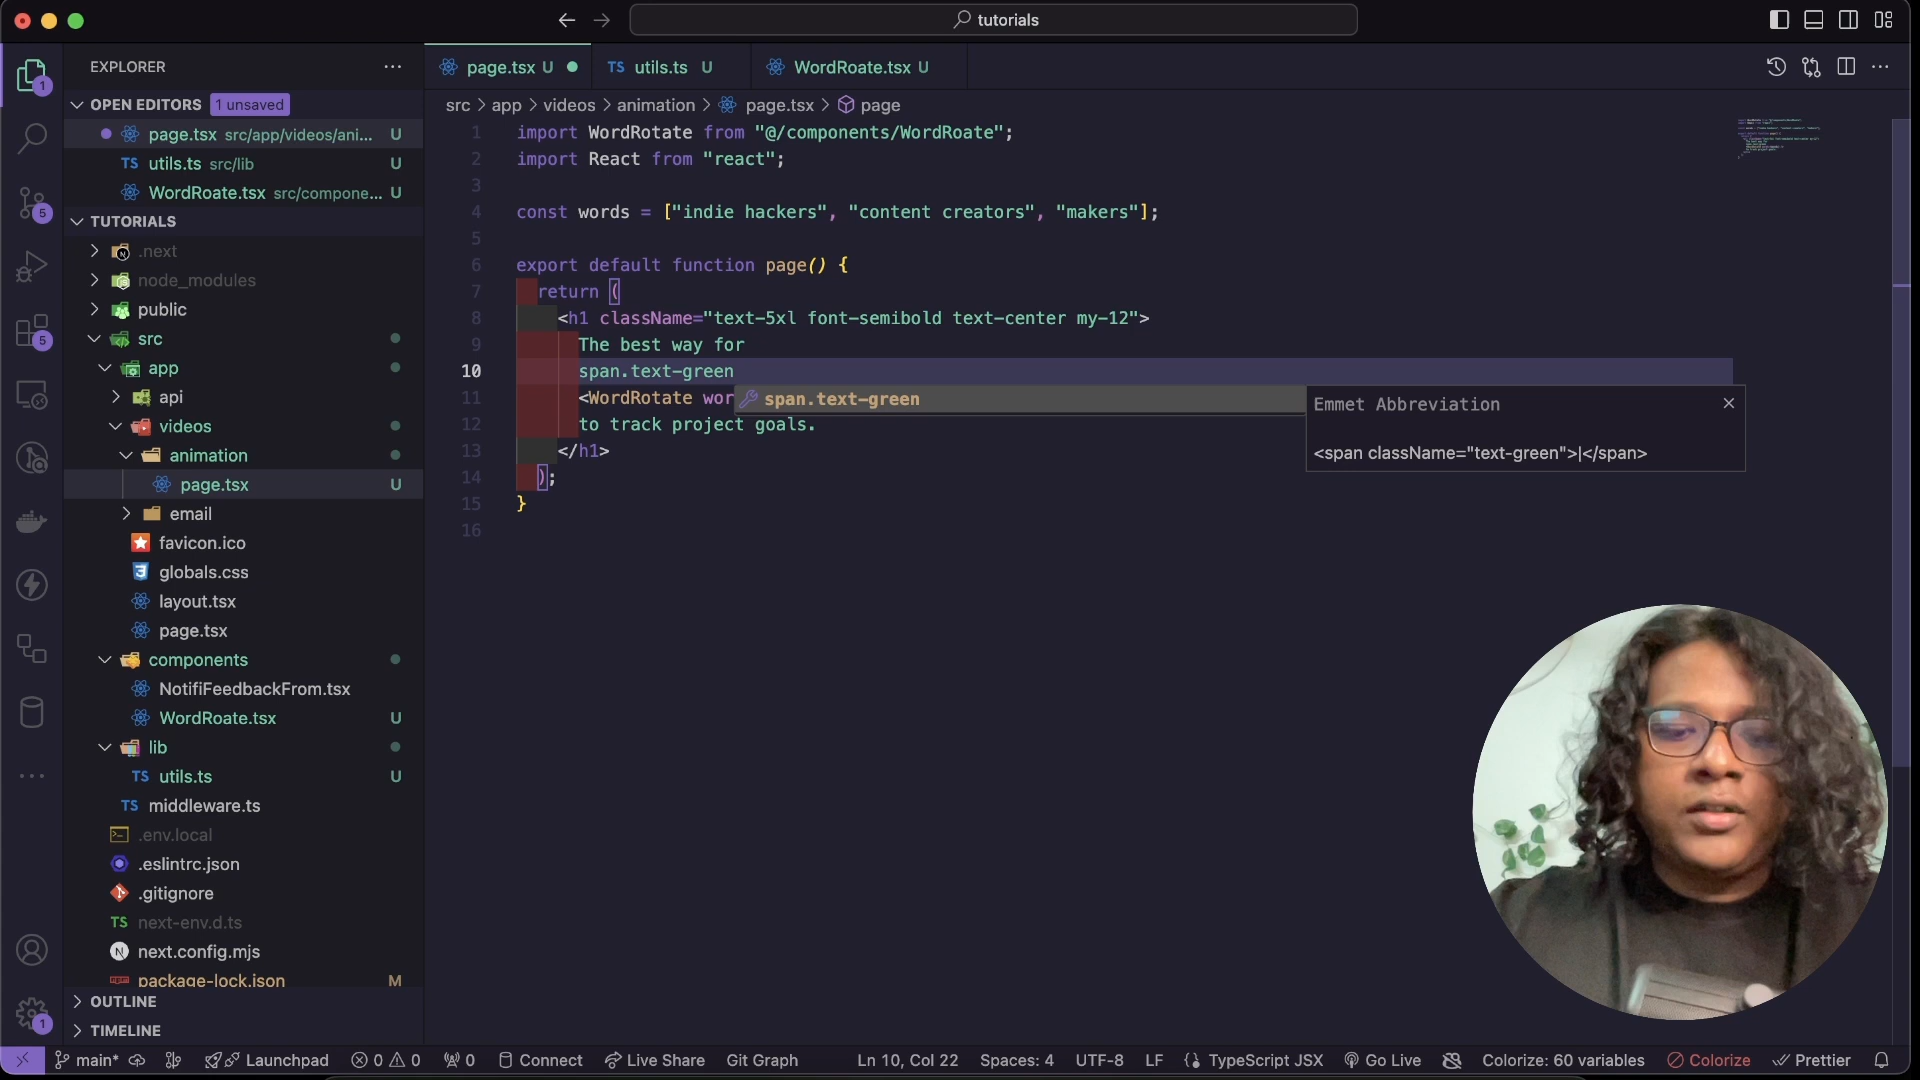 tutorials
EXPLORER
OPEN EDITORS 1 unsaved
page.tsx src/app/videos/ani... U
TS utils.ts src/lib U
WordRoate.tsx src/compone... U
TUTORIALS
.next
node_modules
public
src
app
api
videos
animation
page.tsx U
email
favicon.ico
globals.css
layout.tsx
page.tsx
components
NotifiFeedbackFrom.tsx
WordRoate.tsx U
lib
TS utils.ts U
TS middleware.ts
.env.local
.eslintrc.json
.gitignore
TS next-env.d.ts
N next.config.mjs
package-lock.json M
OUTLINE
TIMELINE
1
5
5
1
page.tsx U
TS utils.ts U
WordRoate.tsx U
src > app > videos > animation > page.tsx > page
1 import WordRotate from "@/components/WordRoate";
2 import React from "react";
3
4 const words = ["indie hackers", "content creators", "makers"];
5
6 export default function page() {
7 return (
8 <h1 className="text-5xl font-semibold text-center my-12">
9 The best way for
10 span.text-green
11 <WordRotate wor
12 to track project goals.
13 </h1>
14 );
15 }
16
span.text-green
Emmet Abbreviation
<span className="text-green">|</span>
main* Launchpad 0 0 0 Connect Live Share Git Graph Ln 10, Col 22 Spaces: 4 UTF-8 LF TypeScript JSX Go Live Colorize: 60 variables Colorize Prettier